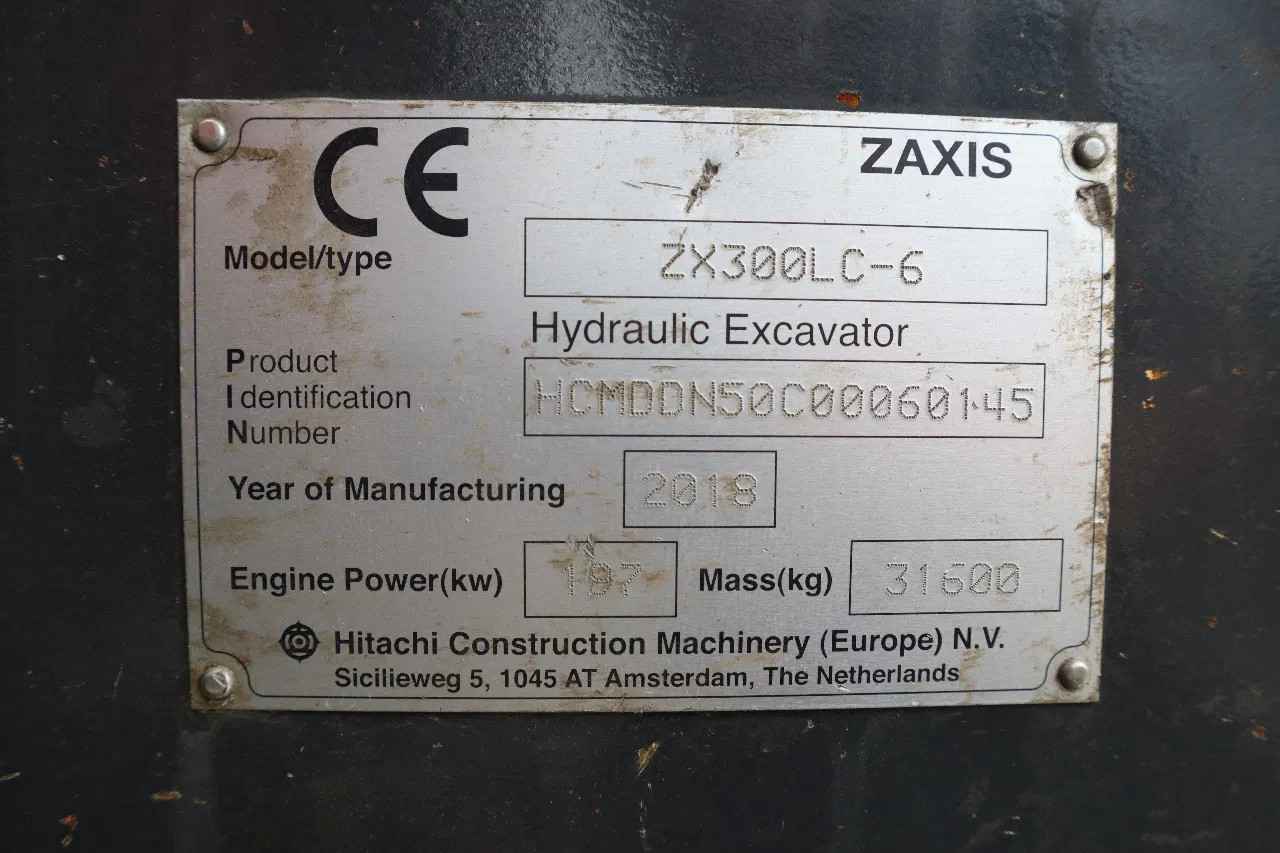 CE
ZAXIS
Model/type ZX300LC-6
Hydraulic Excavator
Product
Identification HCMDDN50C00060145
Number
Year of Manufacturing 2018
Engine Power(kw) 187 Mass(kg) 31600
Hitachi Construction Machinery (Europe) N.V.
Sicilieweg 5, 1045 AT Amsterdam, The Netherlands